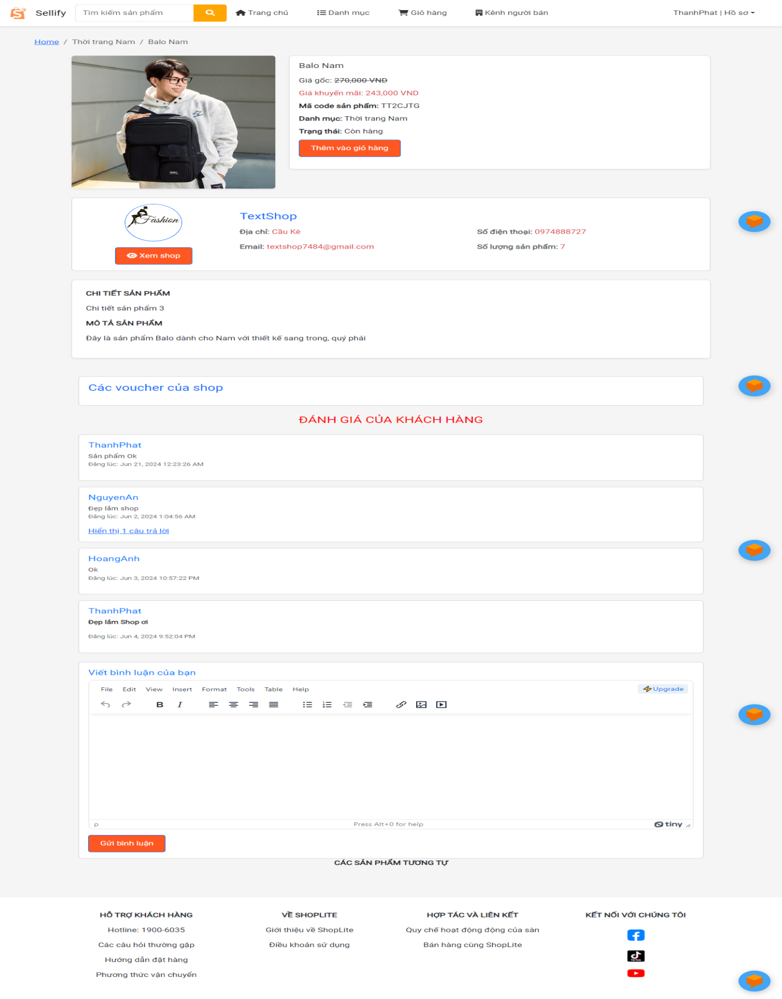 Sellify
Tìm kiếm sản phẩm
Trang chủ
Danh mục
Giỏ hàng
Kênh người bán
ThanhPhat | Hồ sơ
Home / Thời trang Nam / Balo Nam
MWC
Balo Nam
Giá gốc: 270,000 VND
Giá khuyến mãi: 243,000 VND
Mã code sản phẩm: TT2CJTG
Danh mục: Thời trang Nam
Trạng thái: Còn hàng
Thêm vào giỏ hàng
Fashion
Xem shop
TextShop
Địa chỉ: Cầu Kè
Số điện thoại: 0974888727
Email: textshop7484@gmail.com
Số lượng sản phẩm: 7
CHI TIẾT SẢN PHẨM
Chi tiết sản phẩm 3
MÔ TẢ SẢN PHẨM
Đây là sản phẩm Balo dành cho Nam với thiết kế sang trong, quý phái
Các voucher của shop
ĐÁNH GIÁ CỦA KHÁCH HÀNG
ThanhPhat
Sản phẩm Ok
Đăng lúc: Jun 21, 2024 12:23:26 AM
NguyenAn
Đẹp lắm shop
Đăng lúc: Jun 2, 2024 1:04:56 AM
Hiển thị 1 câu trả lời
HoangAnh
Ok
Đăng lúc: Jun 3, 2024 10:57:22 PM
ThanhPhat
Đẹp lắm Shop ơi
Đăng lúc: Jun 4, 2024 9:52:04 PM
Viết bình luận của bạn
File Edit View Insert Format Tools Table Help
Upgrade
B I
p
Press Alt+0 for help
tiny
Gửi bình luận
CÁC SẢN PHẨM TƯƠNG TỰ
HỖ TRỢ KHÁCH HÀNG
Hotline: 1900-6035
Các câu hỏi thường gặp
Hướng dẫn đặt hàng
Phương thức vận chuyển
VỀ SHOPLITE
Giới thiệu về ShopLite
Điều khoản sử dụng
HỢP TÁC VÀ LIÊN KẾT
Quy chế hoạt động động của sàn
Bán hàng cùng ShopLite
KẾT NỐI VỚI CHÚNG TÔI
TikTok